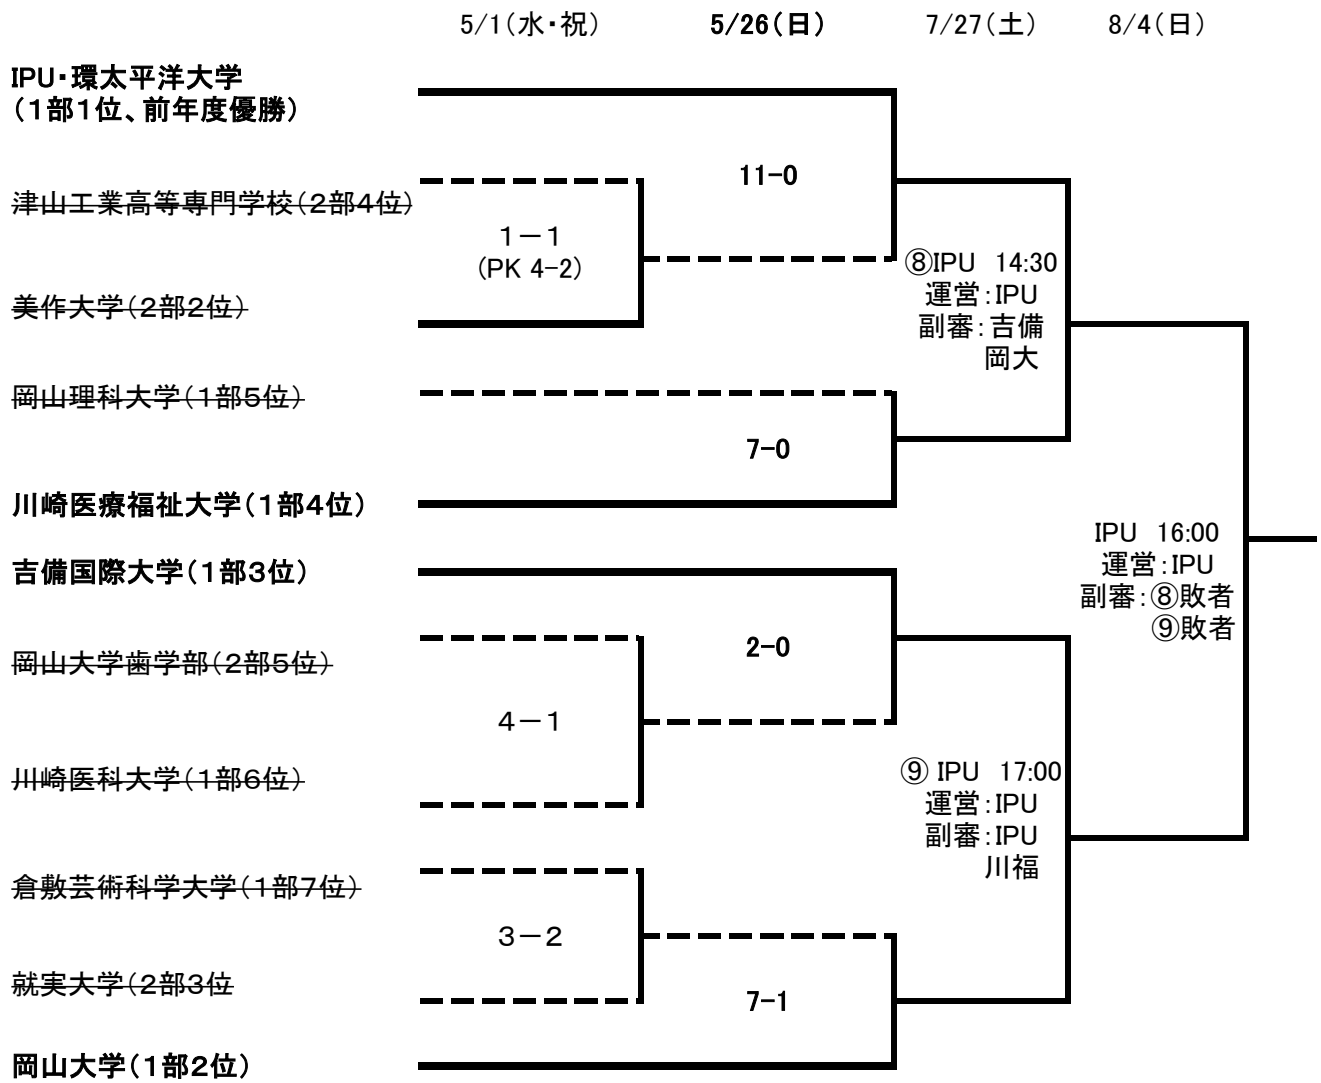 5/1(水・祝)
5/26(日)
7/27(土)
8/4(日)
IPU・環太平洋大学
(1部1位、前年度優勝)
11-0
津山工業高等専門学校(2部4位)
1－1
(PK 4-2)
⑧IPU 14:30
運営：IPU
副審：吉備
岡大
美作大学(2部2位)
岡山理科大学(1部5位)
7-0
川崎医療福祉大学(1部4位)
IPU 16:00
運営：IPU
副審：⑧敗者
⑨敗者
吉備国際大学(1部3位)
2-0
岡山大学歯学部(2部5位)
4－1
川崎医科大学(1部6位)
⑨ IPU 17:00
運営：IPU
副審：IPU
川福
倉敷芸術科学大学(1部7位)
3－2
就実大学(2部3位
7-1
岡山大学(1部2位)